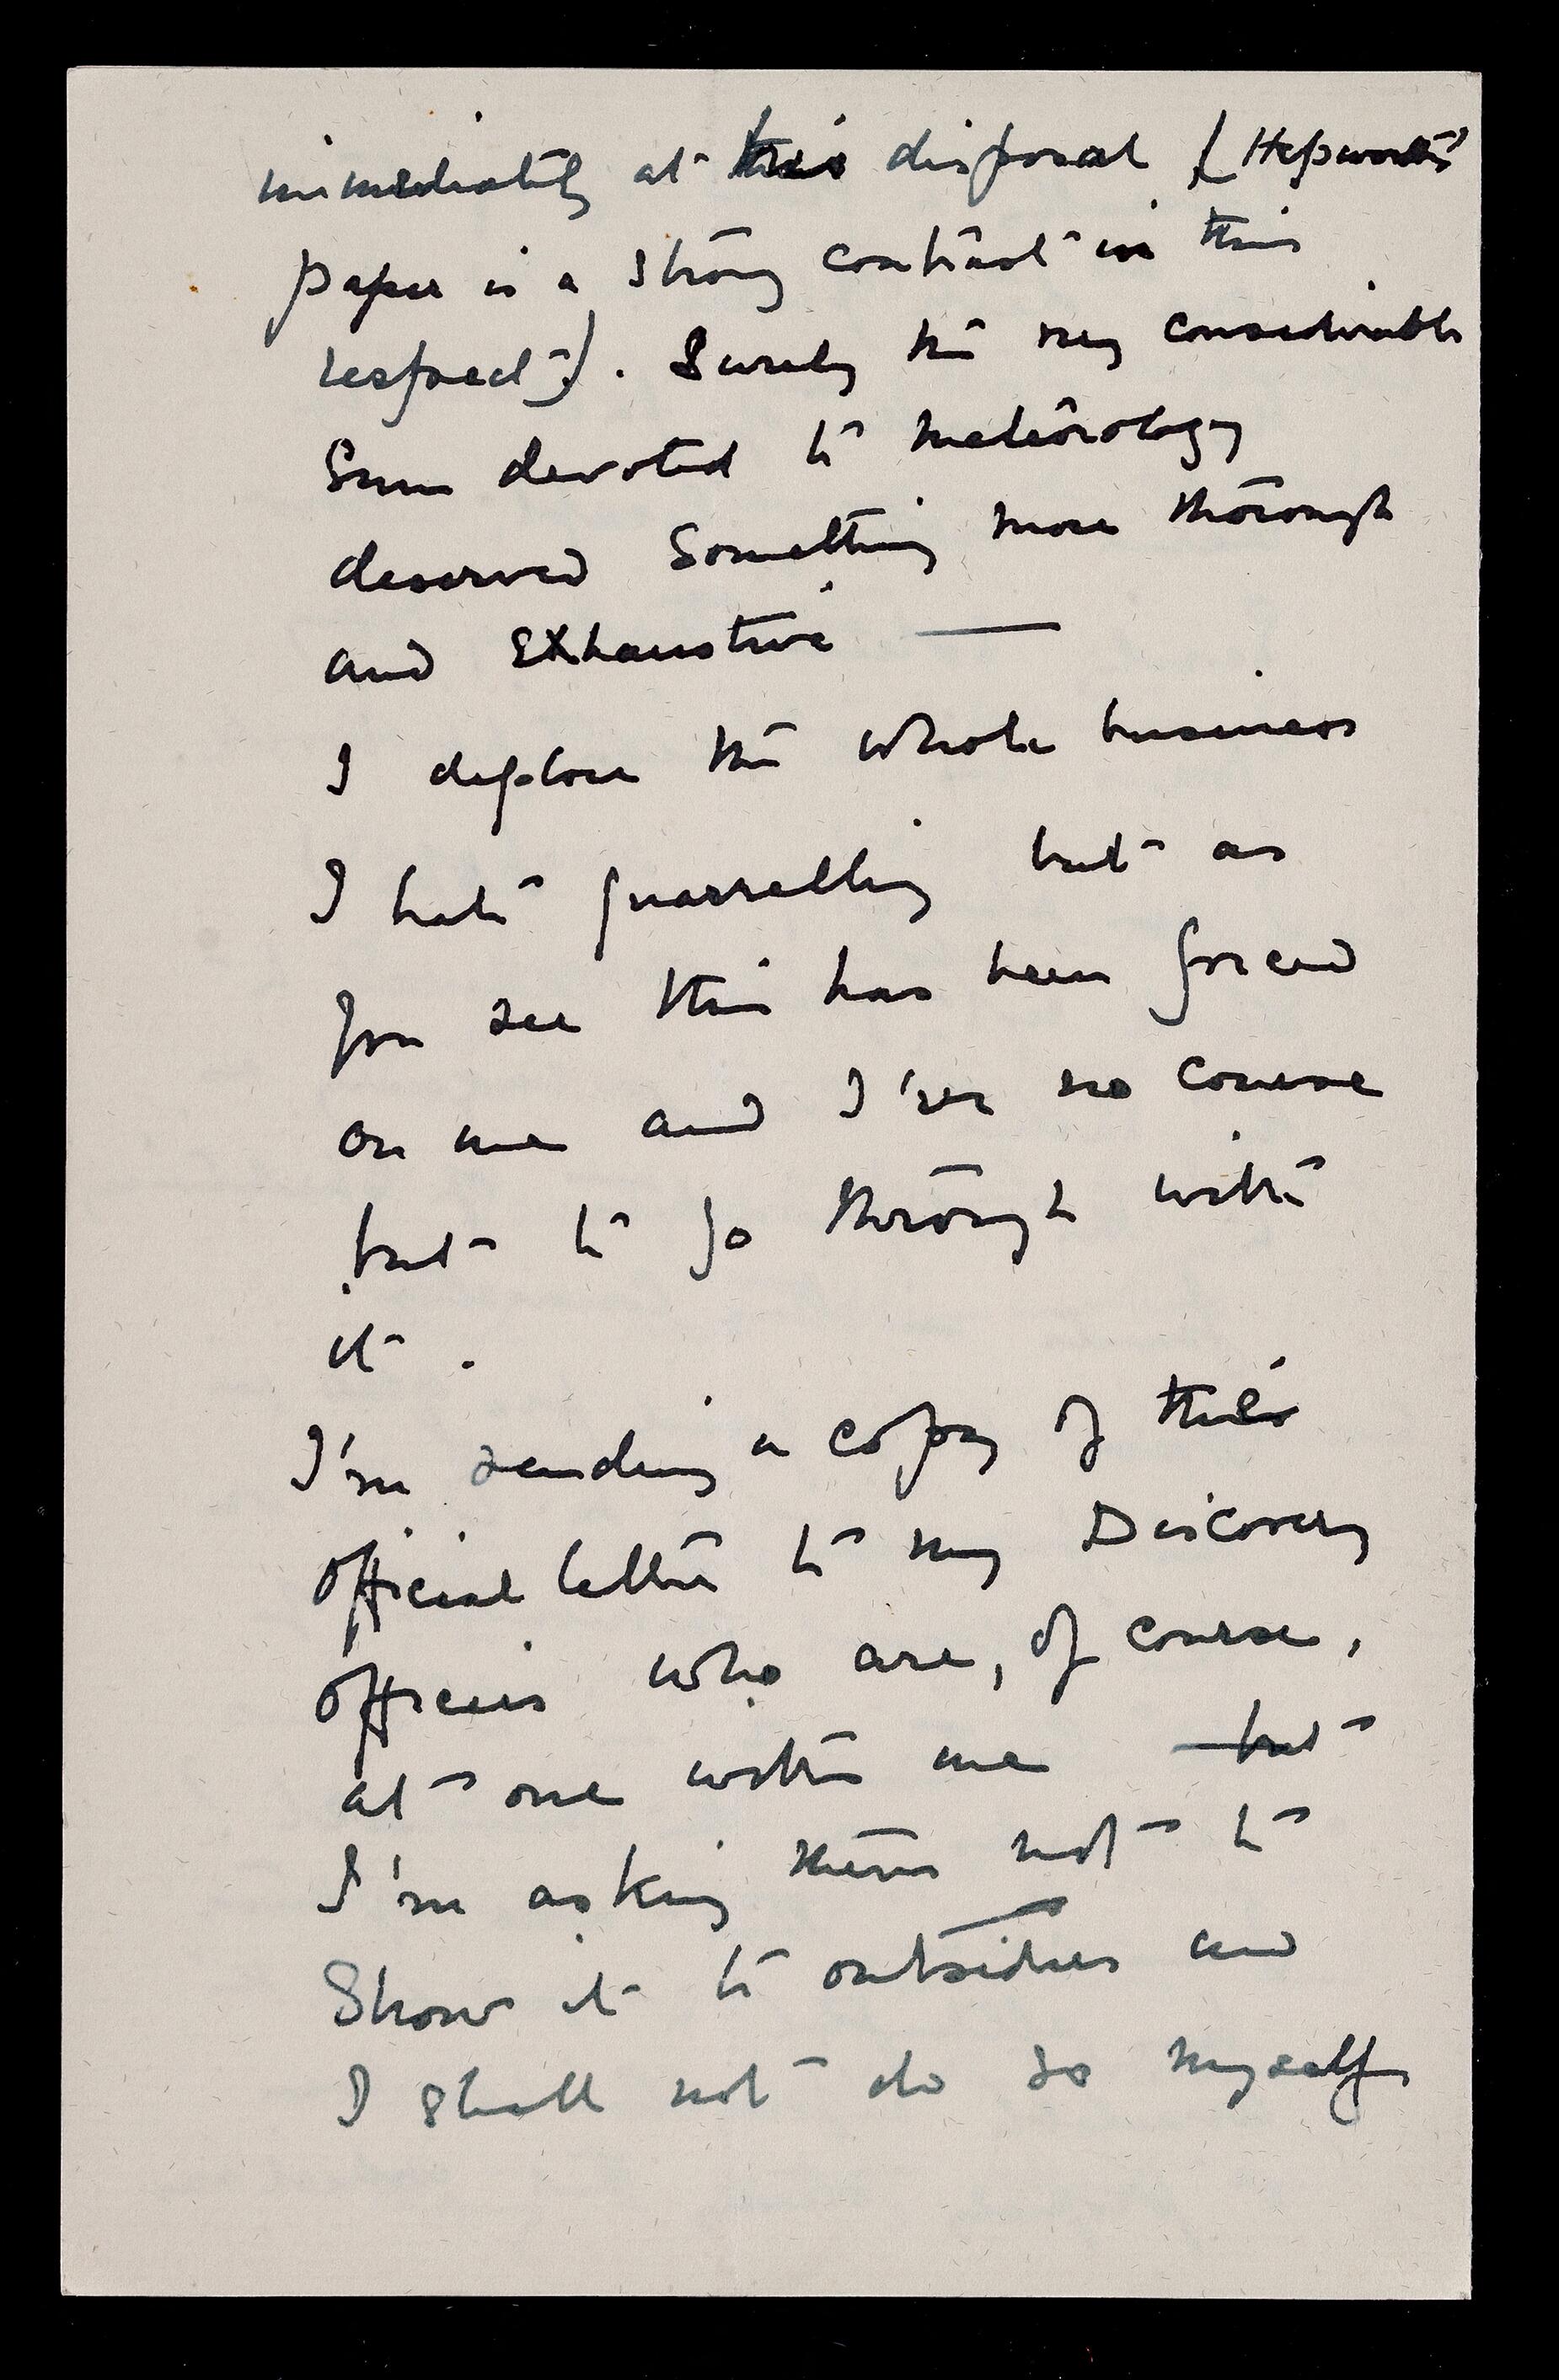 immediately at his disposal (Hepworth's
paper is a strong contrast in this
respect). Surely the very considerable
Sum devoted to meteorology
deserved Something more thorough
and Exhaustive —
I deplore the whole business
I hate quarrelling but as
you see this has been forced
on me and I've no course
but to go through with
it .
I'm sending a copy of this
Official letter to my Discovery
Officers who are, of course,
at one with me — but
I'm asking them not to
Show it to outsiders and
I shall not do so myself